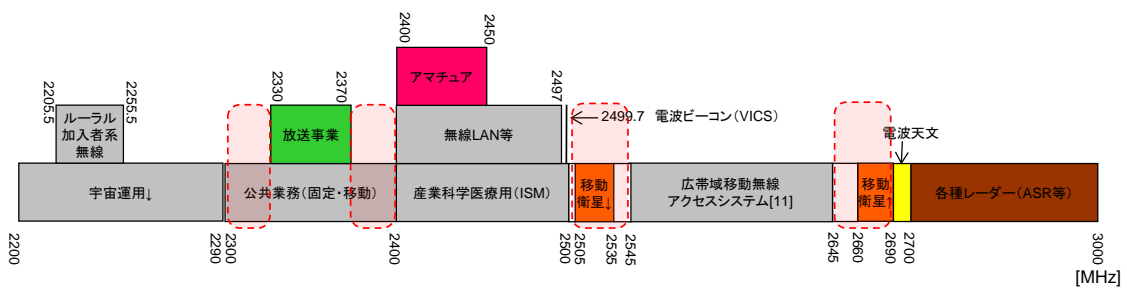 2400
2450
アマチュア
2205.5
2255.5
2330
2370
2497
ルーラル
加入者系
無線
放送事業
無線LAN等
2499.7 電波ビーコン(VICS)
電波天文
宇宙運用↓
公共業務(固定・移動)
産業科学医療用(ISM)
移動
衛星↓
広帯域移動無線
アクセスシステム[11]
移動
衛星↑
各種レーダー(ASR等)
2200
2290
2300
2400
2500
2505
2535
2545
2645
2660
2690
2700
3000
[MHz]